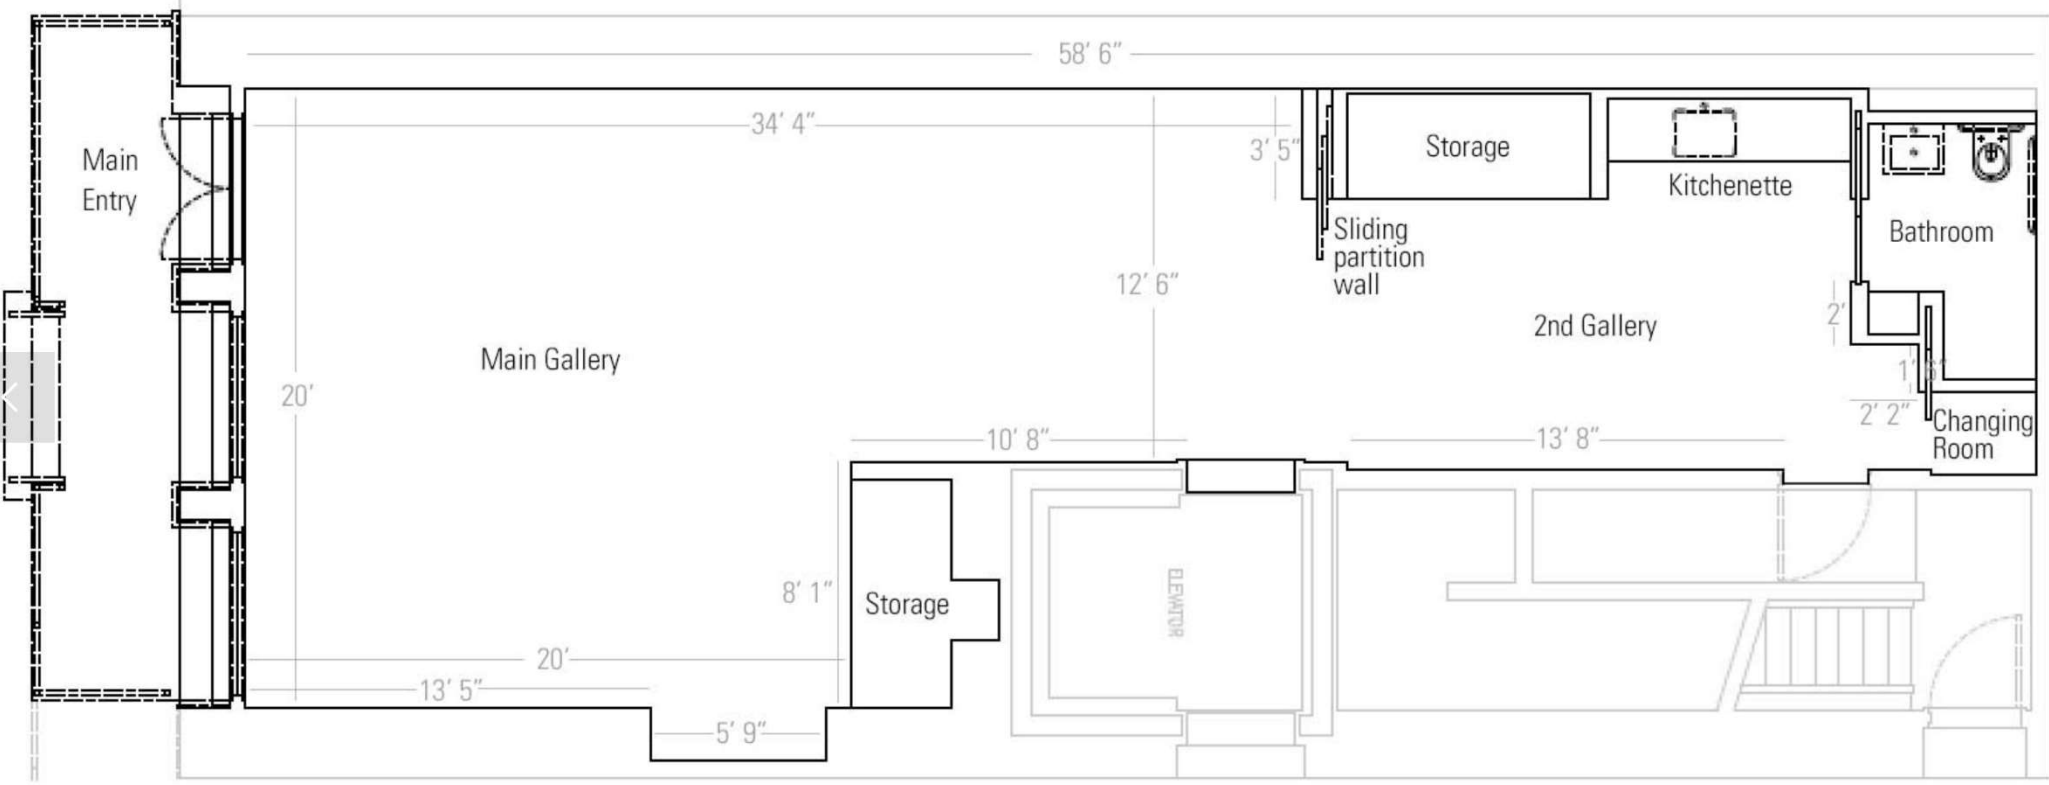 58' 6"
34' 4"
3' 5"
Storage
Kitchenette
Main
Entry
Bathroom
Sliding
partition
wall
12' 6"
2'
2nd Gallery
Main Gallery
1' 6"
20'
2' 2"
Changing
Room
10' 8"
13' 8"
8' 1"
Storage
ELEVATOR
20'
13' 5"
5' 9"